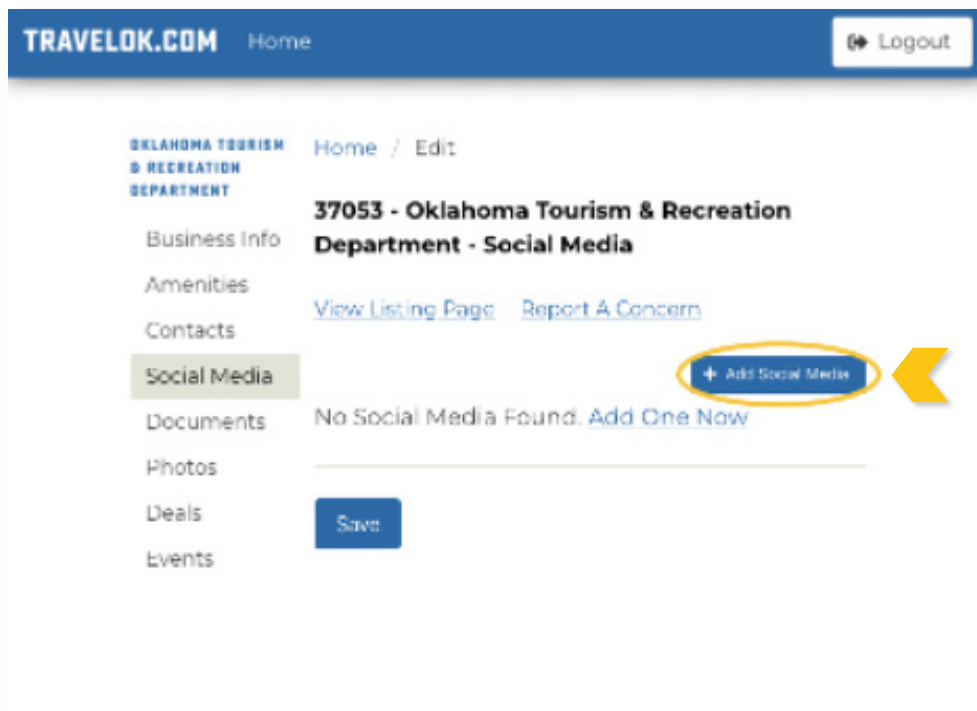 TRAVELOK.COM Home Logout
OKLAHOMA TOURISM
& RECREATION
DEPARTMENT
Business Info
Amenities
Contacts
Social Media
Documents
Photos
Deals
Events
Home / Edit
37053 - Oklahoma Tourism & Recreation
Department - Social Media
View Listing Page Report A Concern
+ Add Social Media
No Social Media Found. Add One Now
Save